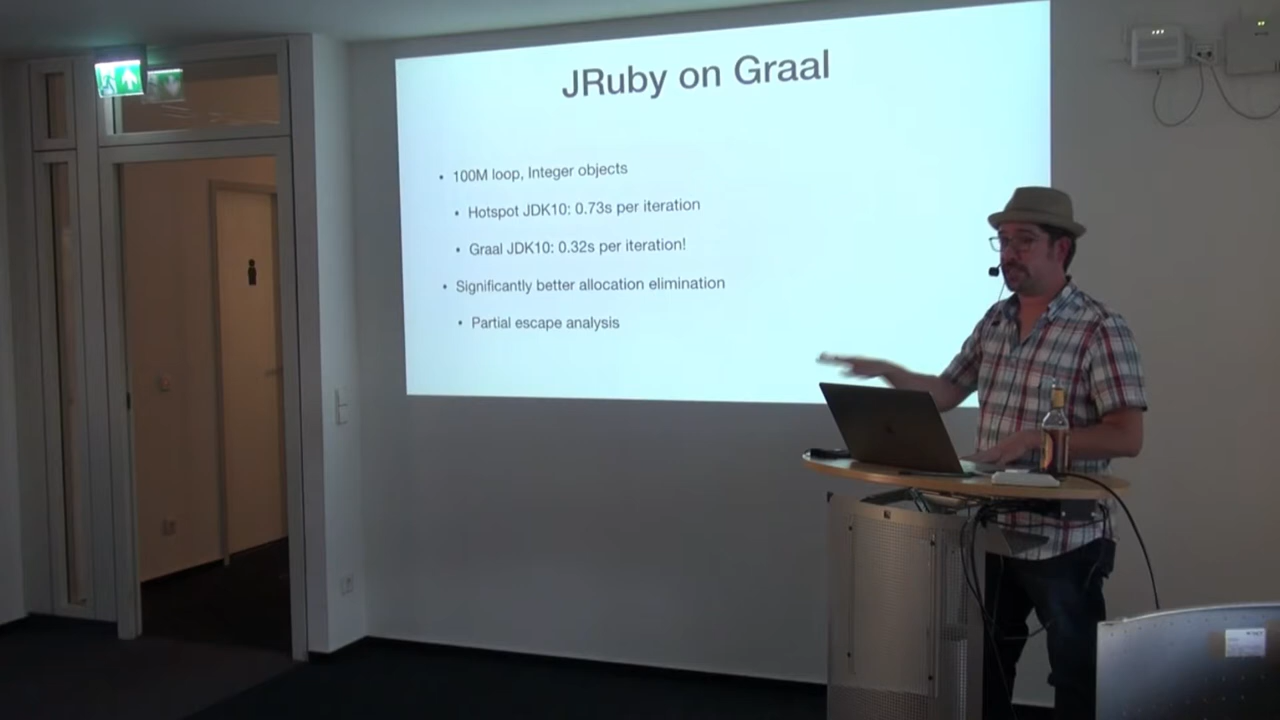 JRuby on Graal
• 100M loop, Integer objects
• Hotspot JDK10: 0.73s per iteration
• Graal JDK10: 0.32s per iteration!
• Significantly better allocation elimination
• Partial escape analysis